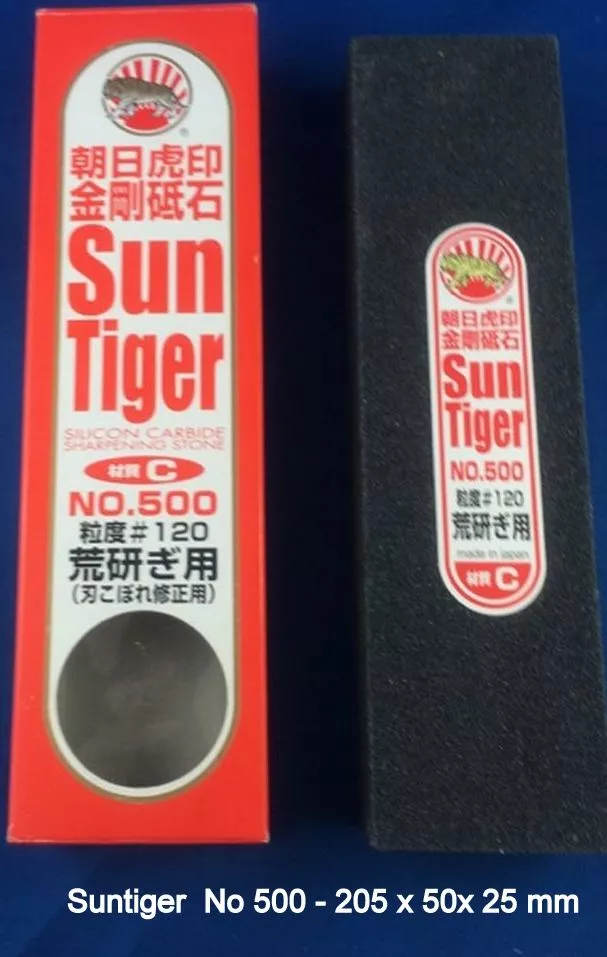 朝日虎印
金剛砥石
Sun
Tiger
SILICON CARBIDE
SHARPENING STONE
材質 C
NO.500
粒度#120
荒研ぎ用
(刃こぼれ修正用)
朝日虎印
金剛砥石
Sun
Tiger
NO.500
粒度#120
荒研ぎ用
made in japan
材質 C
Suntiger No 500 - 205 x 50x 25 mm